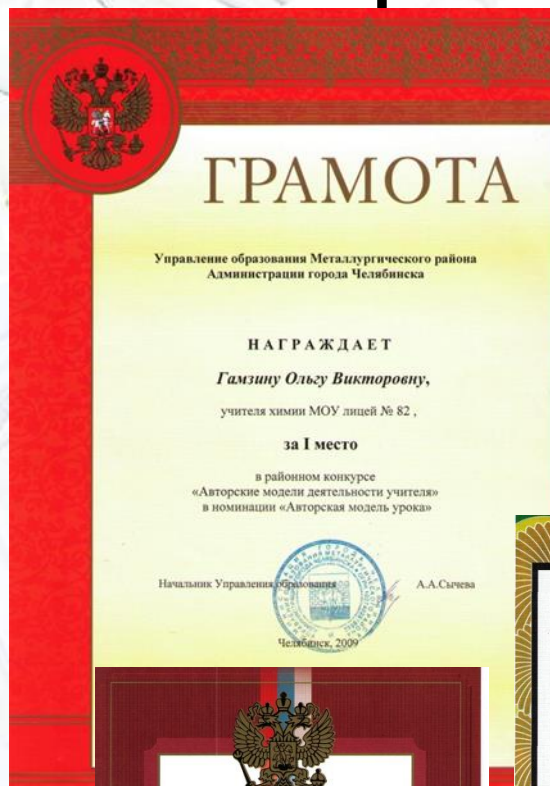 ГРАМОТА
Управление образования Металлургического района
Администрации города Челябинска
НАГРАЖДАЕТ
Гамзину Ольгу Викторовну,
учителя химии МОУ лицей № 82 ,
за I место
в районном конкурсе
«Авторские модели деятельности учителя»
в номинации «Авторская модель урока»
Начальник Управления образования А.А.Сычева
Челябинск, 2009